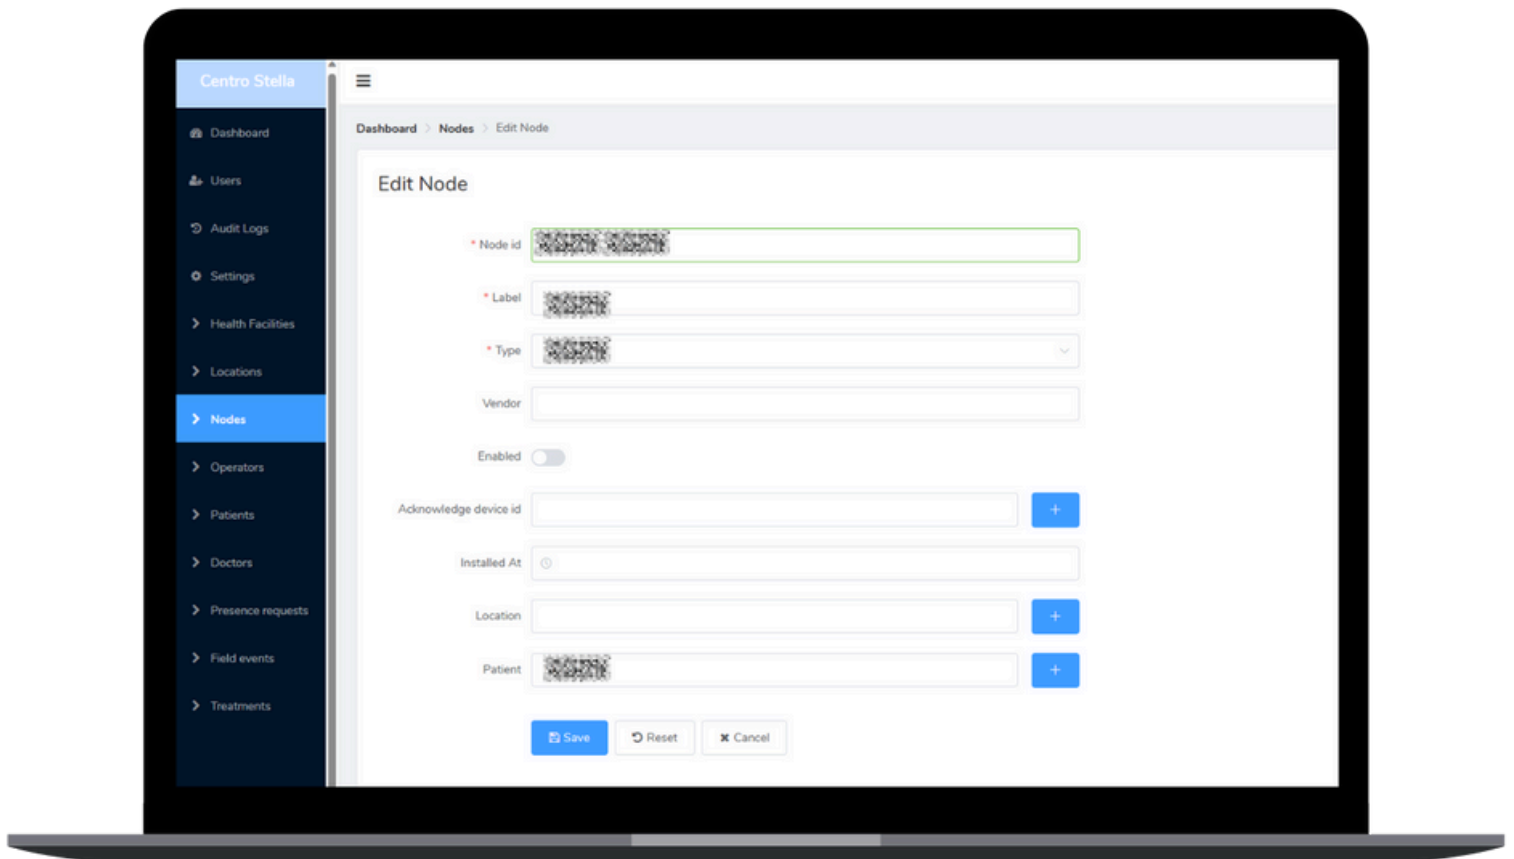 Centro Stella
Dashboard
Users
Audit Logs
Settings
Health Facilities
Locations
Nodes
Operators
Patients
Doctors
Presence requests
Field events
Treatments
Dashboard > Nodes > Edit Node
Edit Node
* Node id
* Label
* Type
Vendor
Enabled
Acknowledge device id
+
Installed At
Location
+
Patient
+
Save Reset Cancel